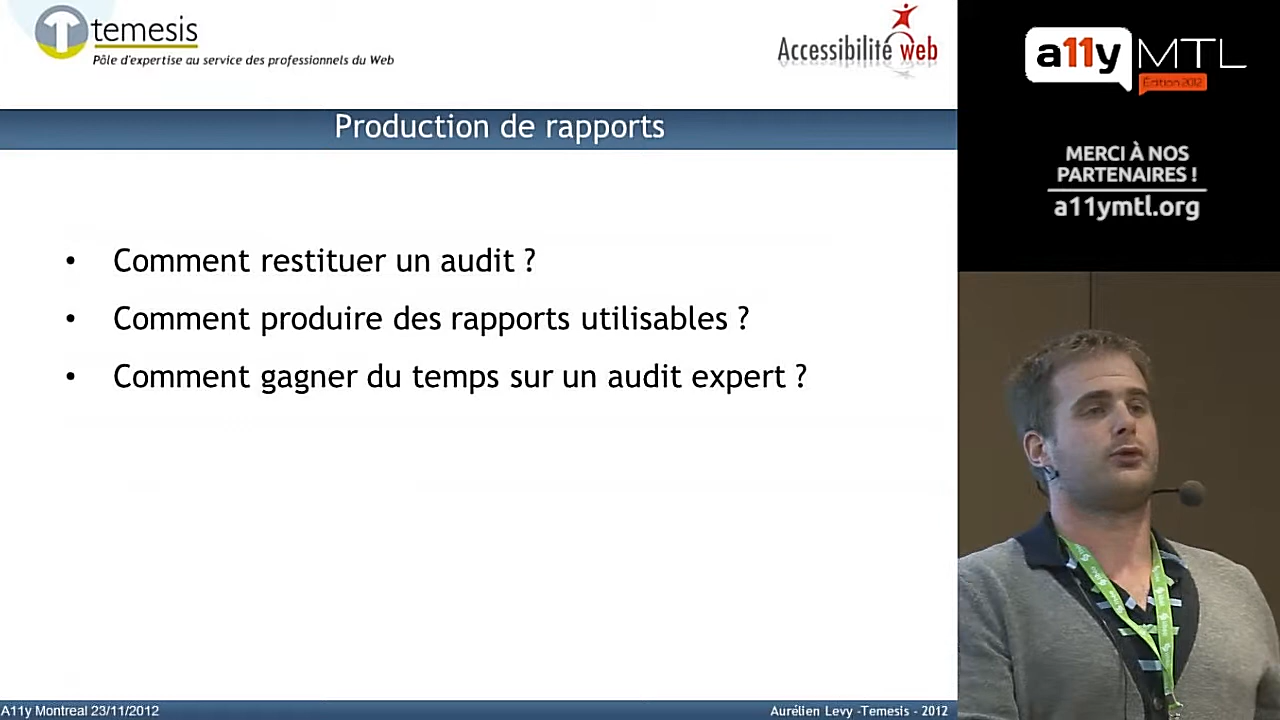 temesis
Pôle d'expertise au service des professionnels du Web
Accessibilité web
Production de rapports
• Comment restituer un audit ?
• Comment produire des rapports utilisables ?
• Comment gagner du temps sur un audit expert ?
A11y Montreal 23/11/2012
Aurélien Levy -Temesis - 2012
a11y MTL
Édition 2012
MERCI À NOS
PARTENAIRES !
a11ymtl.org